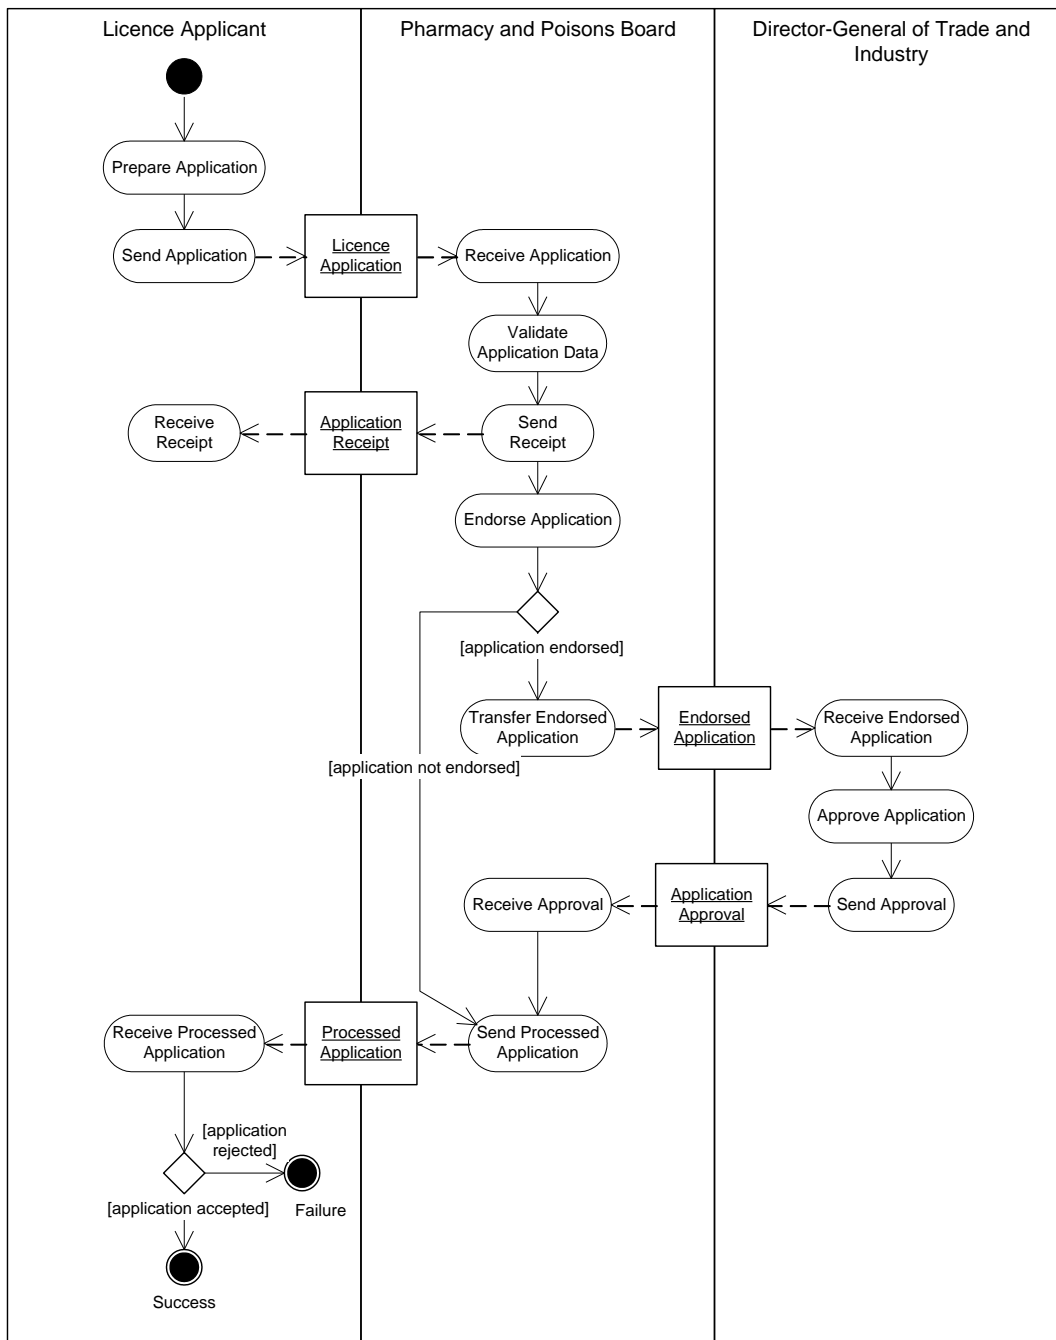 Licence Applicant
Pharmacy and Poisons Board
Director-General of Trade and
Industry
Prepare Application
Send Application
Licence
Application
Receive Application
Validate
Application Data
Receive
Receipt
Application
Receipt
Send
Receipt
Endorse Application
[application endorsed]
Transfer Endorsed
Application
Endorsed
Application
Receive Endorsed
Application
[application not endorsed]
Approve Application
Receive Approval
Application
Approval
Send Approval
Receive Processed
Application
Processed
Application
Send Processed
Application
[application
rejected]
[application accepted]
Failure
Success